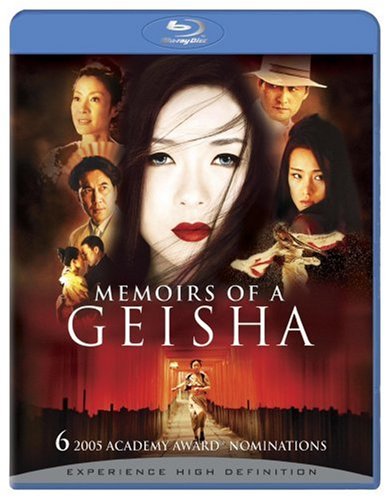 Blu-ray Disc
MEMOIRS OF A
GEISHA
6 2005 ACADEMY AWARD® NOMINATIONS
EXPERIENCE HIGH DEFINITION